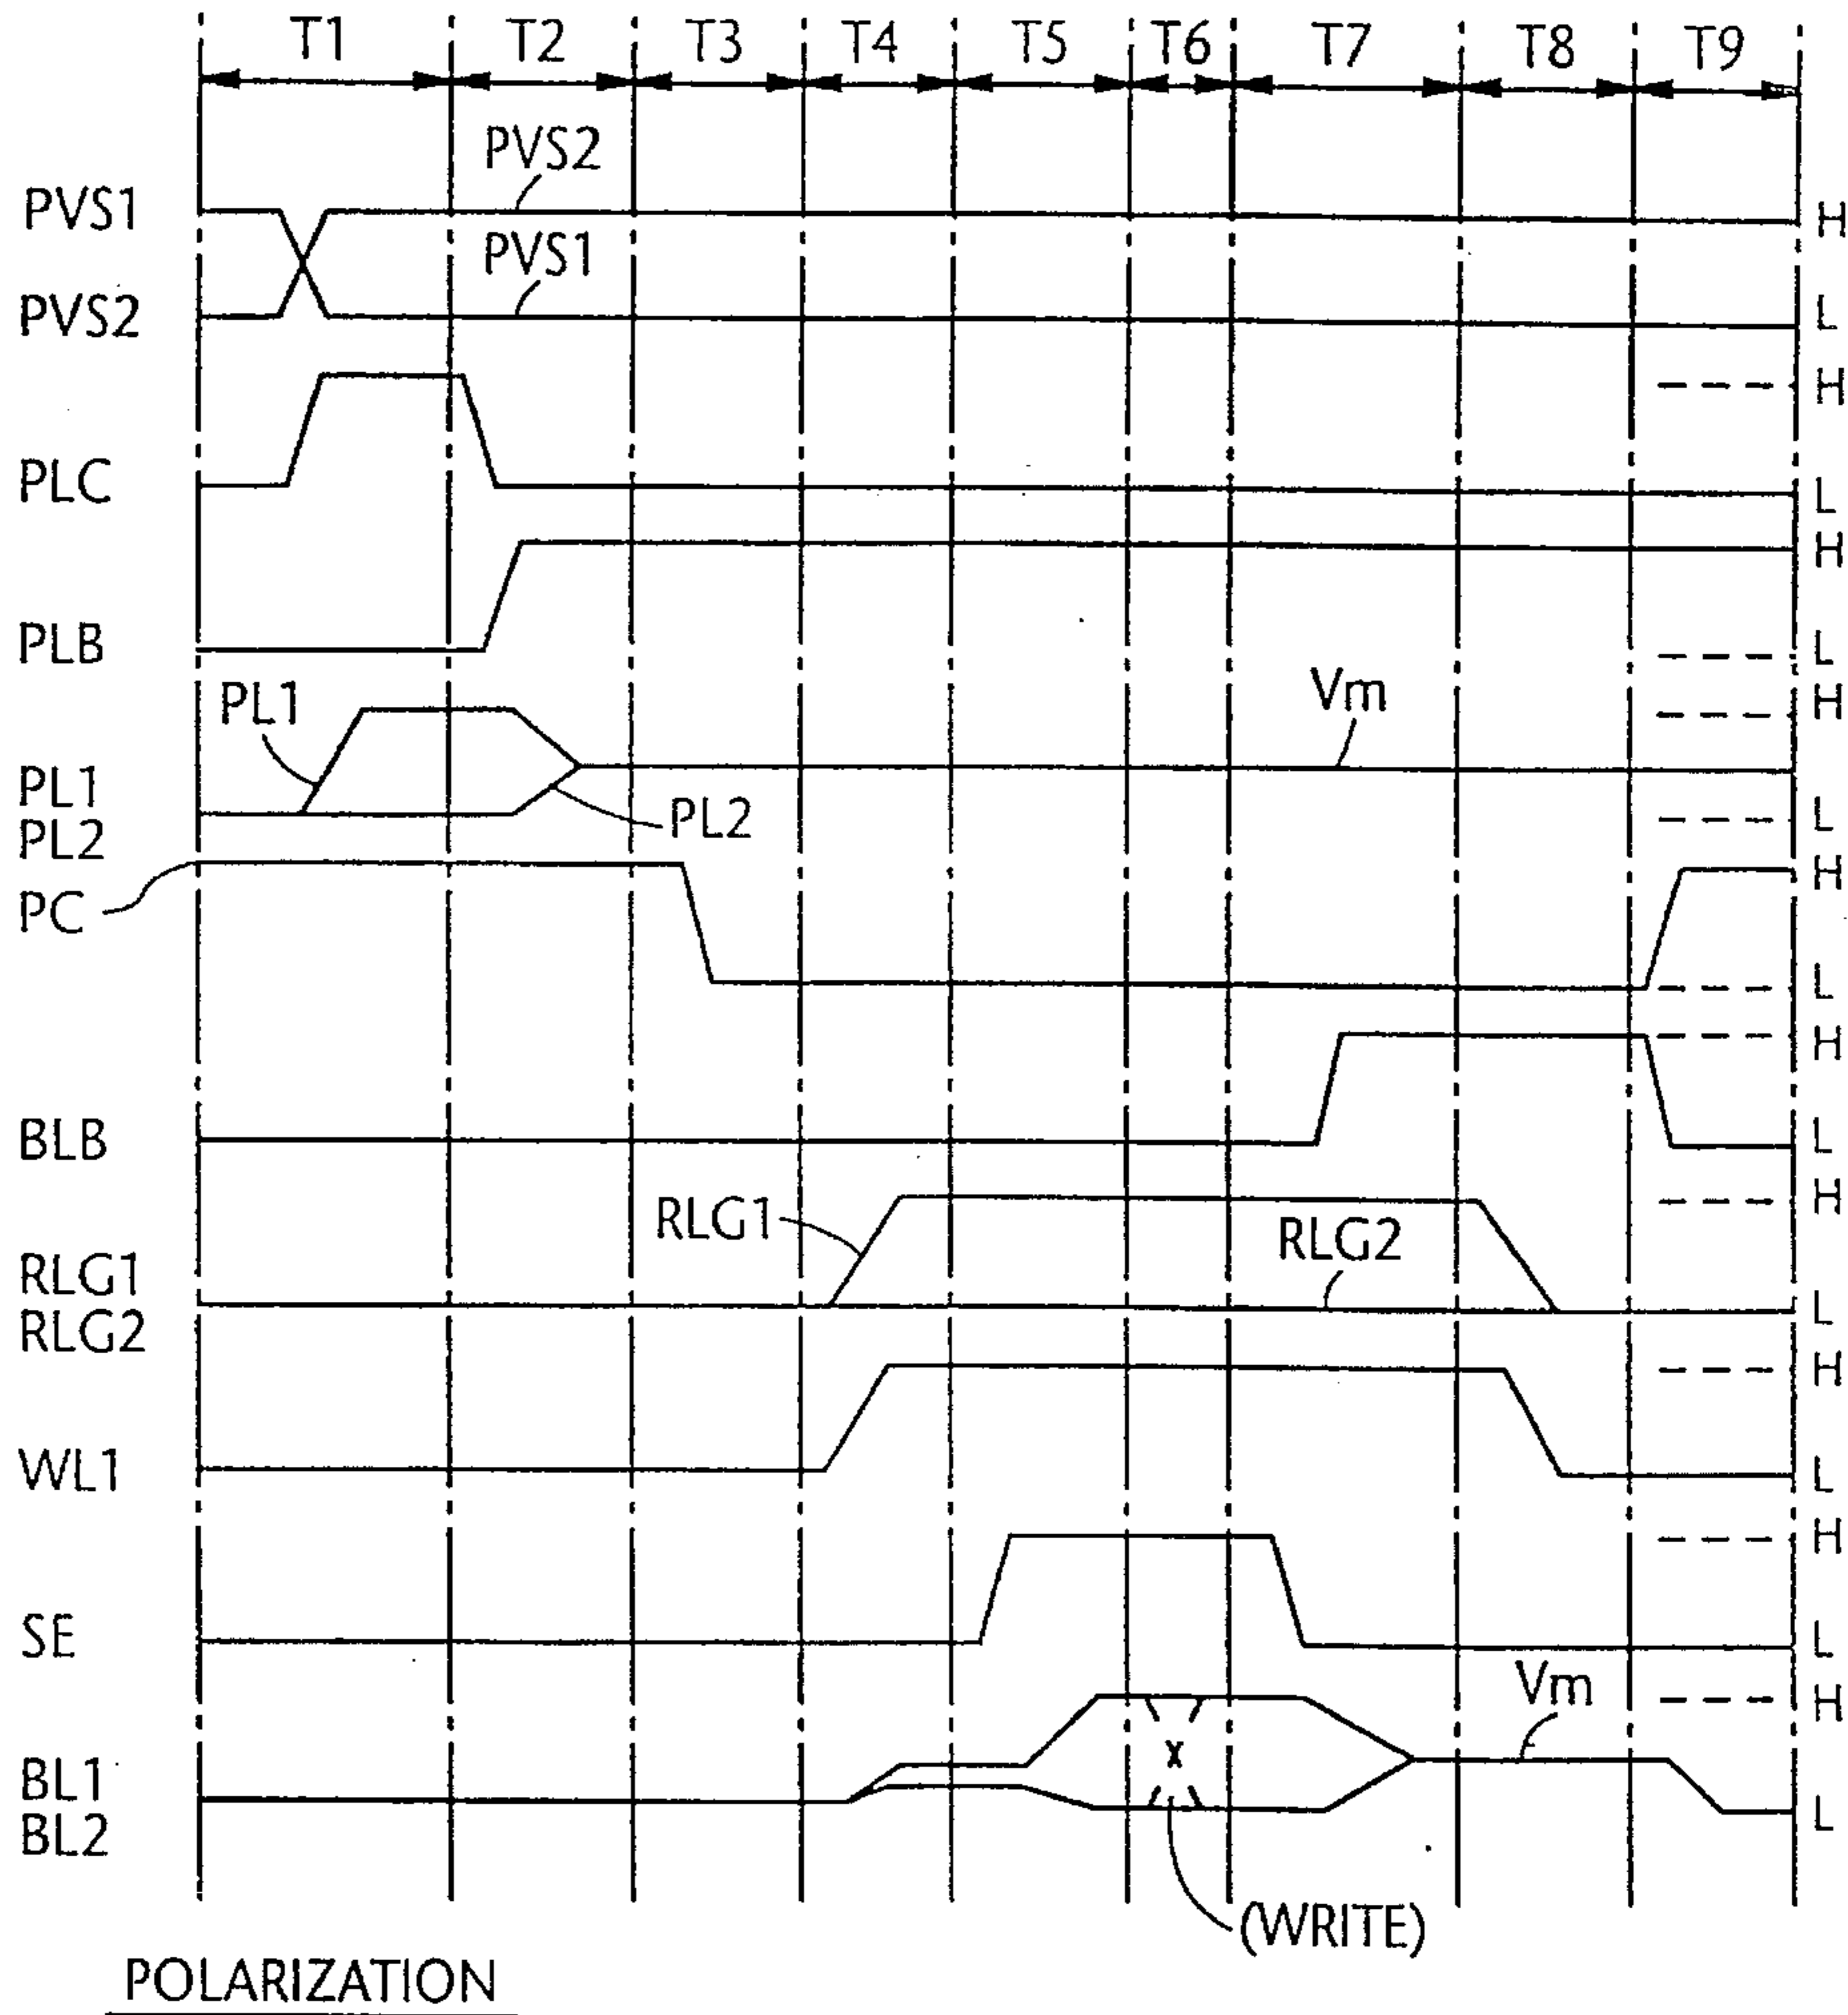 T1 T2 T3 T4 T5 T6 T7 T8 T9
PVS2
PVS1 H
PVS1
PVS2 L
H
PLC L
H
PLB L
PL1 Vm H
PL1
PL2 PL2 L
PC H
L
H
BLB L
RLG1 RLG2 H
RLG1
RLG2 L
H
WL1 L
H
SE L
Vm H
X
BL1
BL2 L
(WRITE)
POLARIZATION